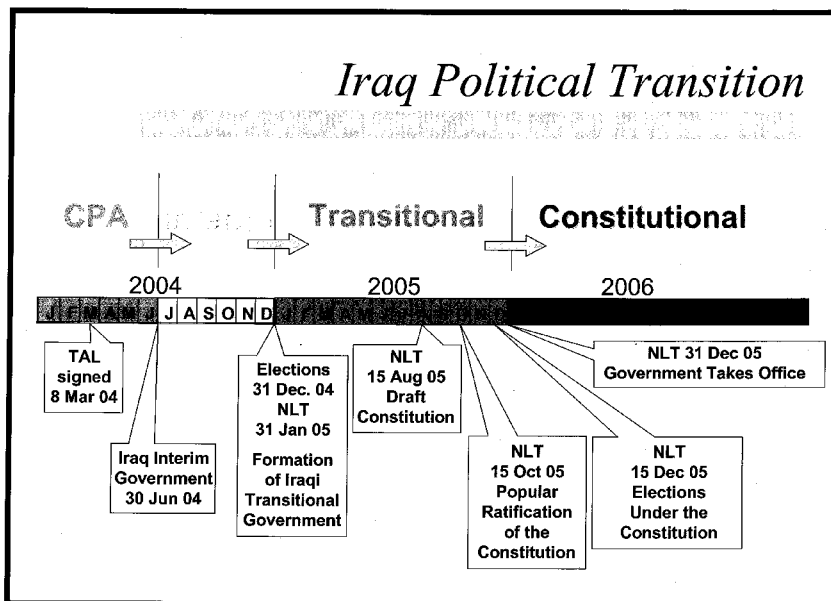 Iraq Political Transition
CPA
Transitional
Constitutional
2004
2005
2006
J F M A M J J A S O N D J F M A M
TAL
signed
8 Mar 04
Iraq Interim
Government
30 Jun 04
Elections
31 Dec. 04
NLT
31 Jan 05
Formation
of Iraqi
Transitional
Government
NLT
15 Aug 05
Draft
Constitution
NLT
15 Oct 05
Popular
Ratification
of the
Constitution
NLT
15 Dec 05
Elections
Under the
Constitution
NLT 31 Dec 05
Government Takes Office